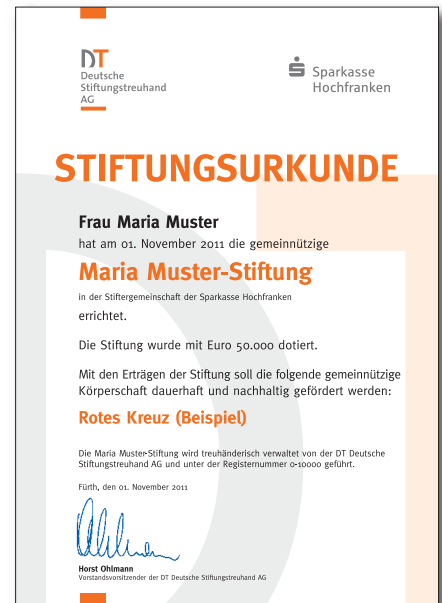 DT
Deutsche
Stiftungstreuhand
AG
Sparkasse
Hochfranken
STIFTUNGSURKUNDE
Frau Maria Muster
hat am 01. November 2011 die gemeinnützige
Maria Muster-Stiftung
in der Stiftergemeinschaft der Sparkasse Hochfranken
errichtet.
Die Stiftung wurde mit Euro 50.000 dotiert.
Mit den Erträgen der Stiftung soll die folgende gemeinnützige
Körperschaft dauerhaft und nachhaltig gefördert werden:
Rotes Kreuz (Beispiel)
Die Maria Muster-Stiftung wird treuhänderisch verwaltet von der DT Deutsche
Stiftungstreuhand AG und unter der Registernummer 0-10000 geführt.
Fürth, den 01. November 2011
Horst Ohlmann
Vorstandsvorsitzender der DT Deutsche Stiftungstreuhand AG